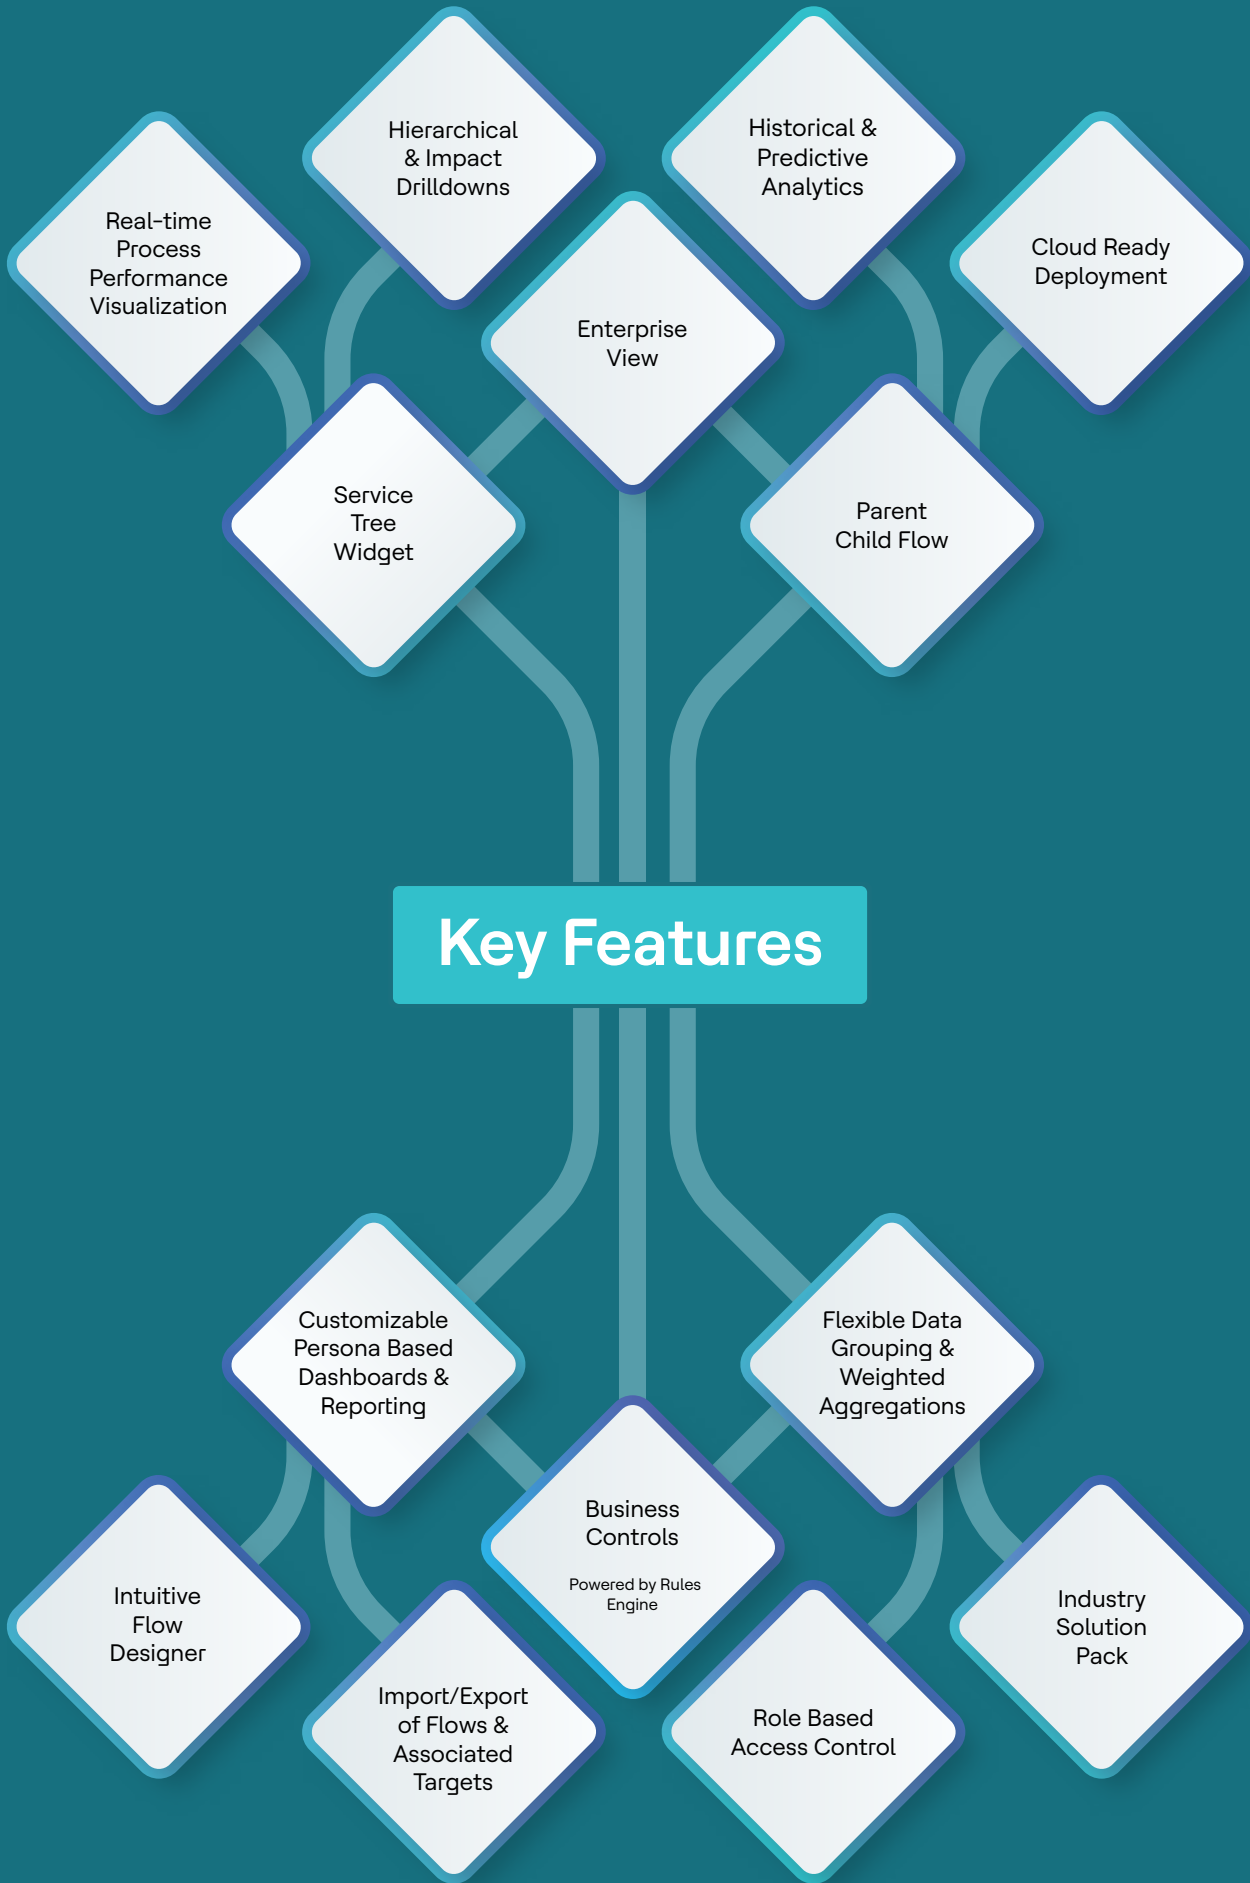 Hierarchical
& Impact
Drilldowns
Historical &
Predictive
Analytics
Real-time
Process
Performance
Visualization
Cloud Ready
Deployment
Enterprise
View
Service
Tree
Widget
Parent
Child Flow
Key Features
Customizable
Persona Based
Dashboards &
Reporting
Flexible Data
Grouping &
Weighted
Aggregations
Business
Controls
Powered by Rules
Engine
Intuitive
Flow
Designer
Industry
Solution
Pack
Import/Export
of Flows &
Associated
Targets
Role Based
Access Control